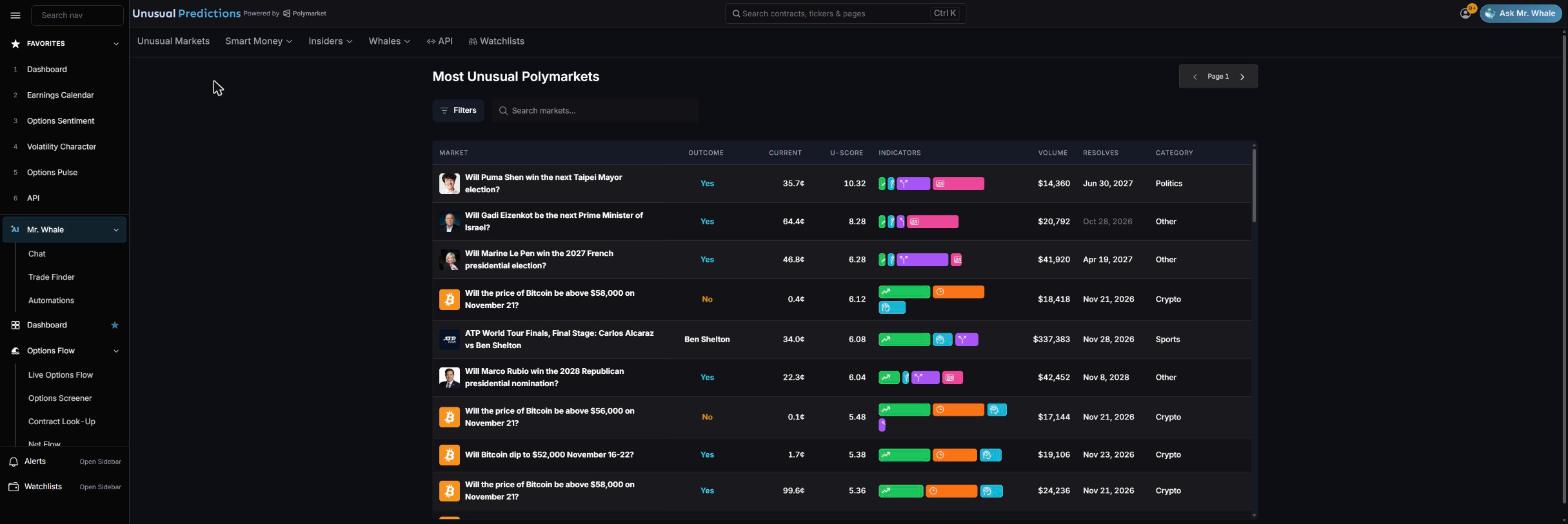 Search nav
Unusual Predictions Powered by Polymarket
Search contracts, tickers & pages Ctrl K
9+
Ask Mr. Whale
Unusual Markets Smart Money Insiders Whales API Watchlists
FAVORITES
1 Dashboard
2 Earnings Calendar
3 Options Sentiment
4 Volatility Character
5 Options Pulse
6 API
AI Mr. Whale
Chat
Trade Finder
Automations
Dashboard
Options Flow
Live Options Flow
Options Screener
Contract Look-Up
Net Flow
Alerts Open Sidebar
Watchlists Open Sidebar
Most Unusual Polymarkets
Page 1
Filters
Search markets...
MARKET OUTCOME CURRENT U-SCORE INDICATORS VOLUME RESOLVES CATEGORY
Will Puma Shen win the next Taipei Mayor
election?
Yes 35.7¢ 10.32 $14,360 Jun 30, 2027 Politics
Will Gadi Eizenkot be the next Prime Minister of
Israel?
Yes 64.4¢ 8.28 $20,792 Oct 28, 2026 Other
Will Marine Le Pen win the 2027 French
presidential election?
Yes 46.8¢ 6.28 $41,920 Apr 19, 2027 Other
Will the price of Bitcoin be above $58,000 on
November 21?
No 0.4¢ 6.12 $18,418 Nov 21, 2026 Crypto
ATP
ATP World Tour Finals, Final Stage: Carlos Alcaraz
vs Ben Shelton
Ben Shelton 34.0¢ 6.08 $337,383 Nov 28, 2026 Sports
Will Marco Rubio win the 2028 Republican
presidential nomination?
Yes 22.3¢ 6.04 $42,452 Nov 8, 2028 Other
Will the price of Bitcoin be above $56,000 on
November 21?
No 0.1¢ 5.48 $17,144 Nov 21, 2026 Crypto
Will Bitcoin dip to $52,000 November 16-22?
Yes 1.7¢ 5.38 $19,106 Nov 23, 2026 Crypto
Will the price of Bitcoin be above $58,000 on
November 21?
Yes 99.6¢ 5.36 $24,236 Nov 21, 2026 Crypto